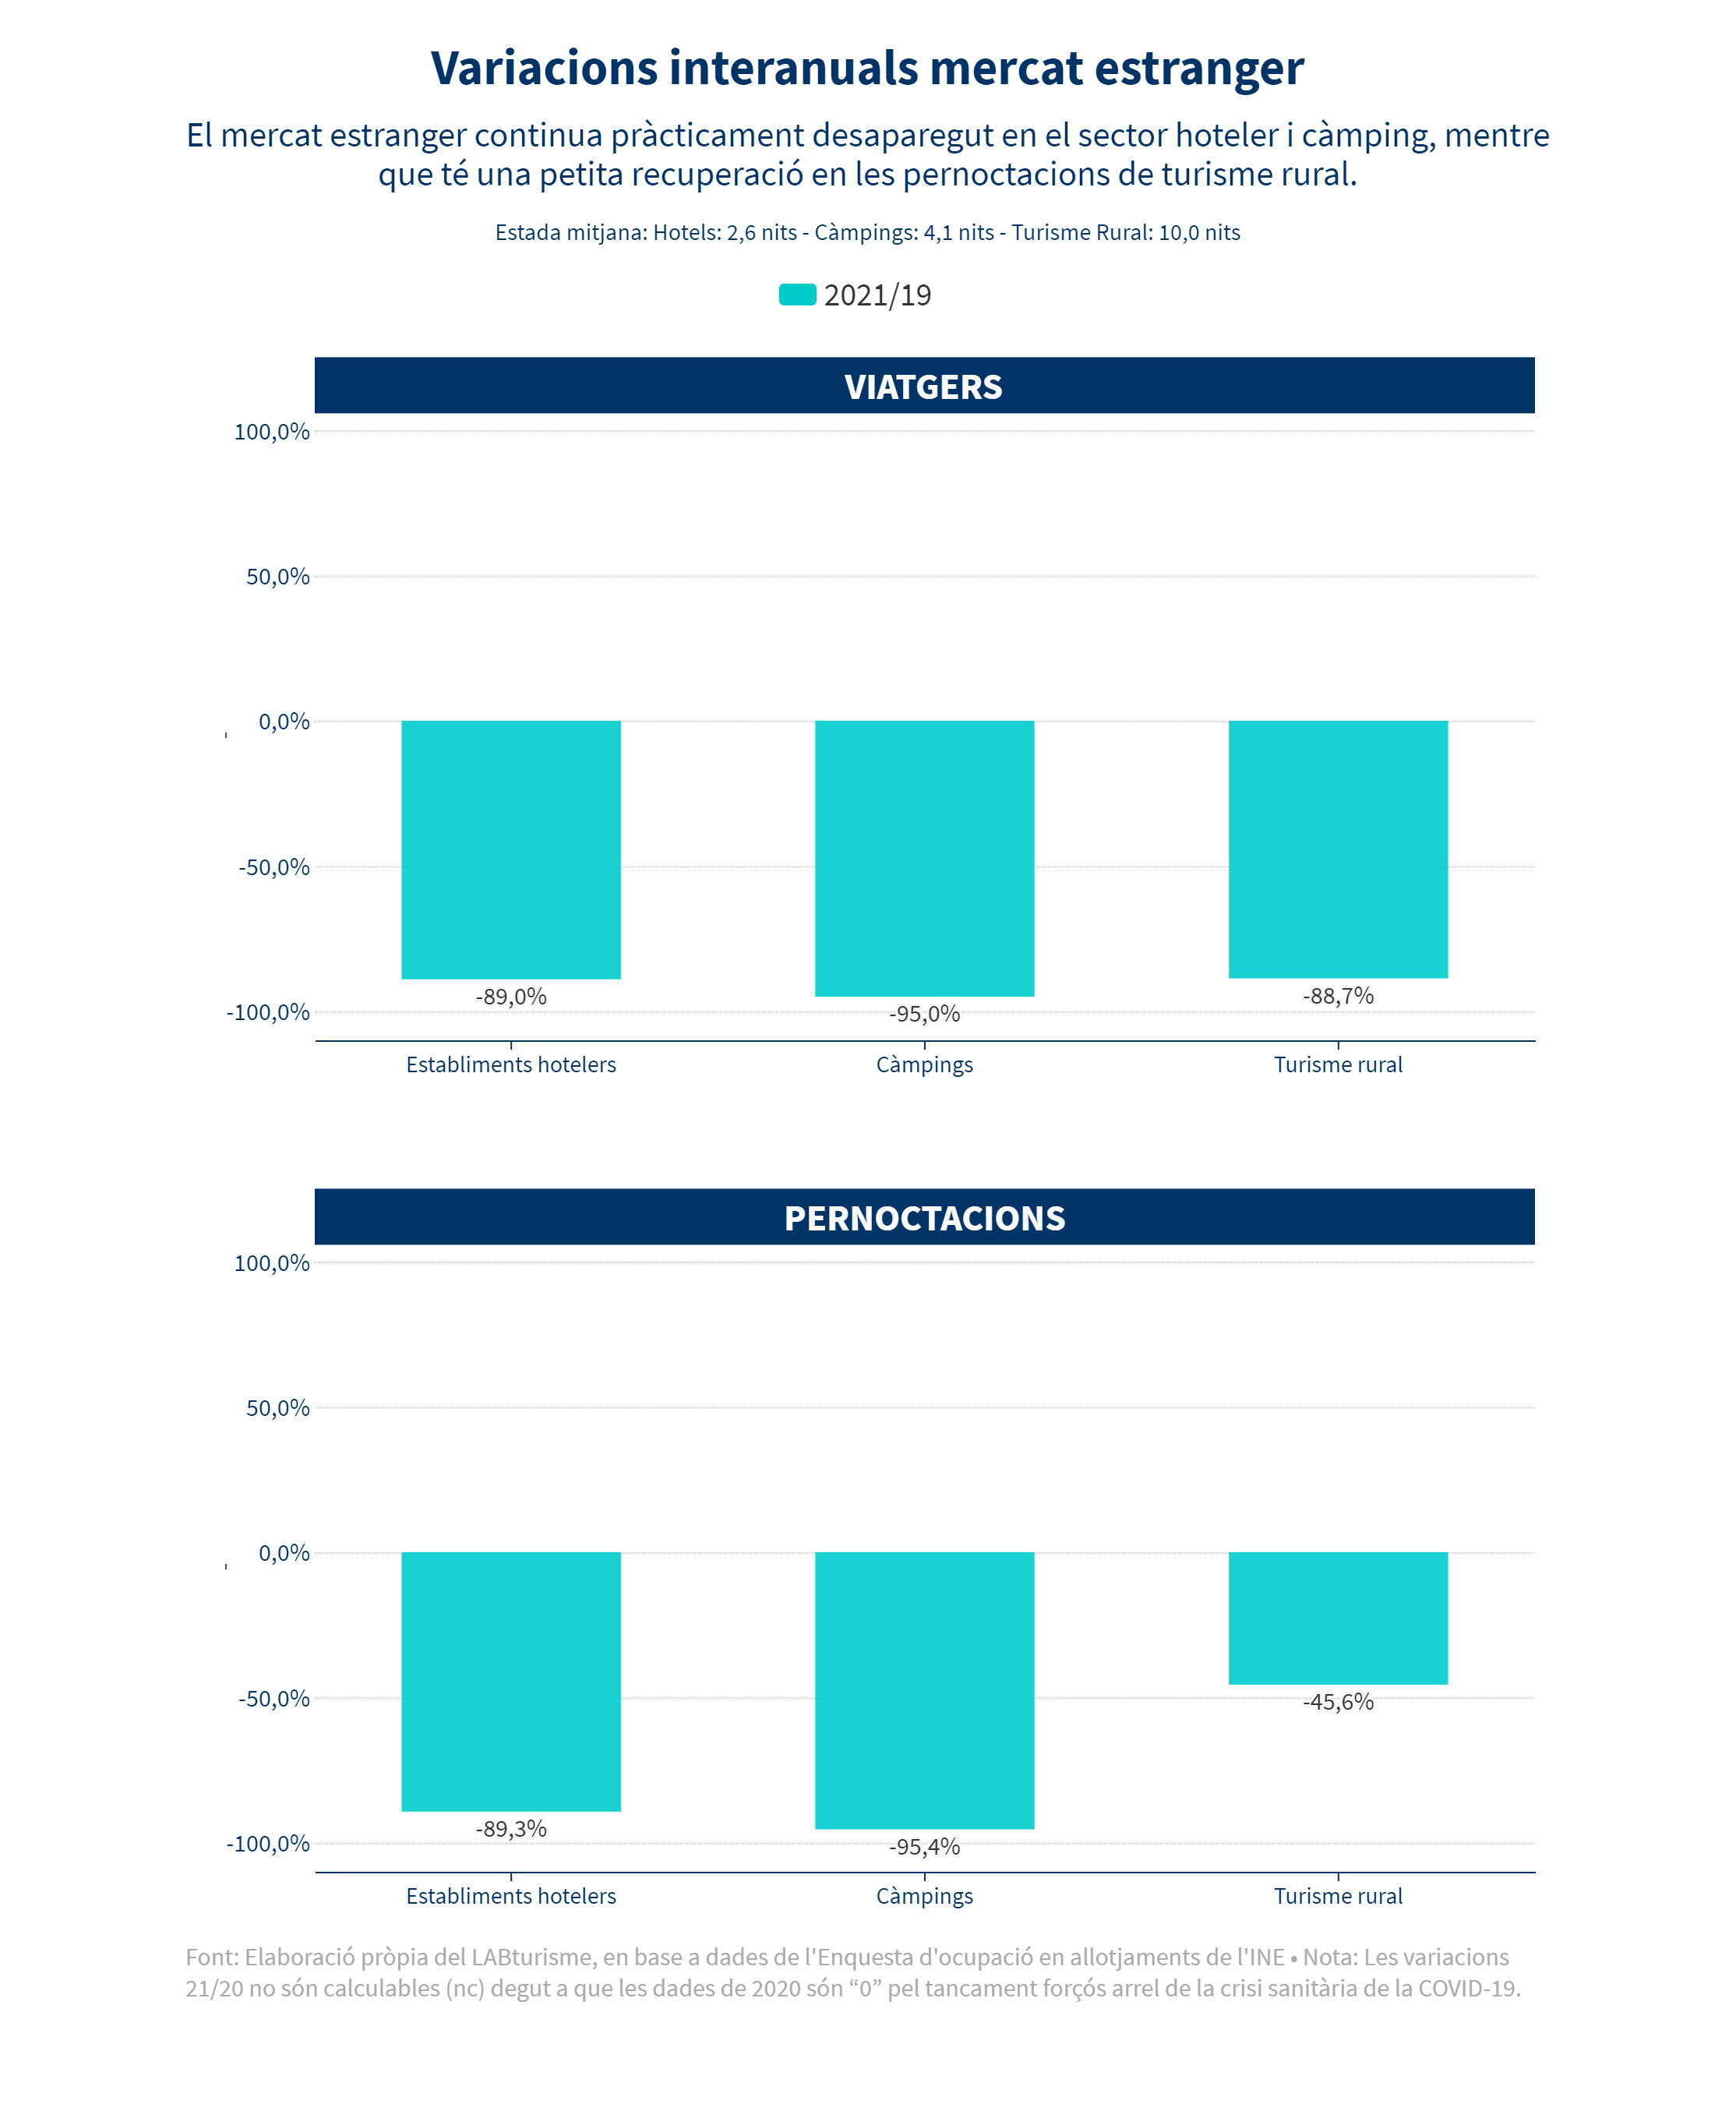 Variacions interanuals mercat estranger
El mercat estranger continua pràcticament desaparegut en el sector hoteler i càmping, mentre
que té una petita recuperació en les pernoctacions de turisme rural.
Estada mitjana: Hotels: 2,6 nits - Càmpings: 4,1 nits - Turisme Rural: 10,0 nits
2021/19
VIATGERS
100,0%
50,0%
0,0%
-50,0%
-100,0%
-89,0%
-95,0%
-88,7%
Establiments hotelers
Càmpings
Turisme rural
PERNOCTACIONS
100,0%
50,0%
0,0%
-50,0%
-100,0%
-89,3%
-95,4%
-45,6%
Establiments hotelers
Càmpings
Turisme rural
Font: Elaboració pròpia del LABturisme, en base a dades de l'Enquesta d'ocupació en allotjaments de l'INE • Nota: Les variacions
21/20 no són calculables (nc) degut a que les dades de 2020 són “0” pel tancament forçós arrel de la crisi sanitària de la COVID-19.